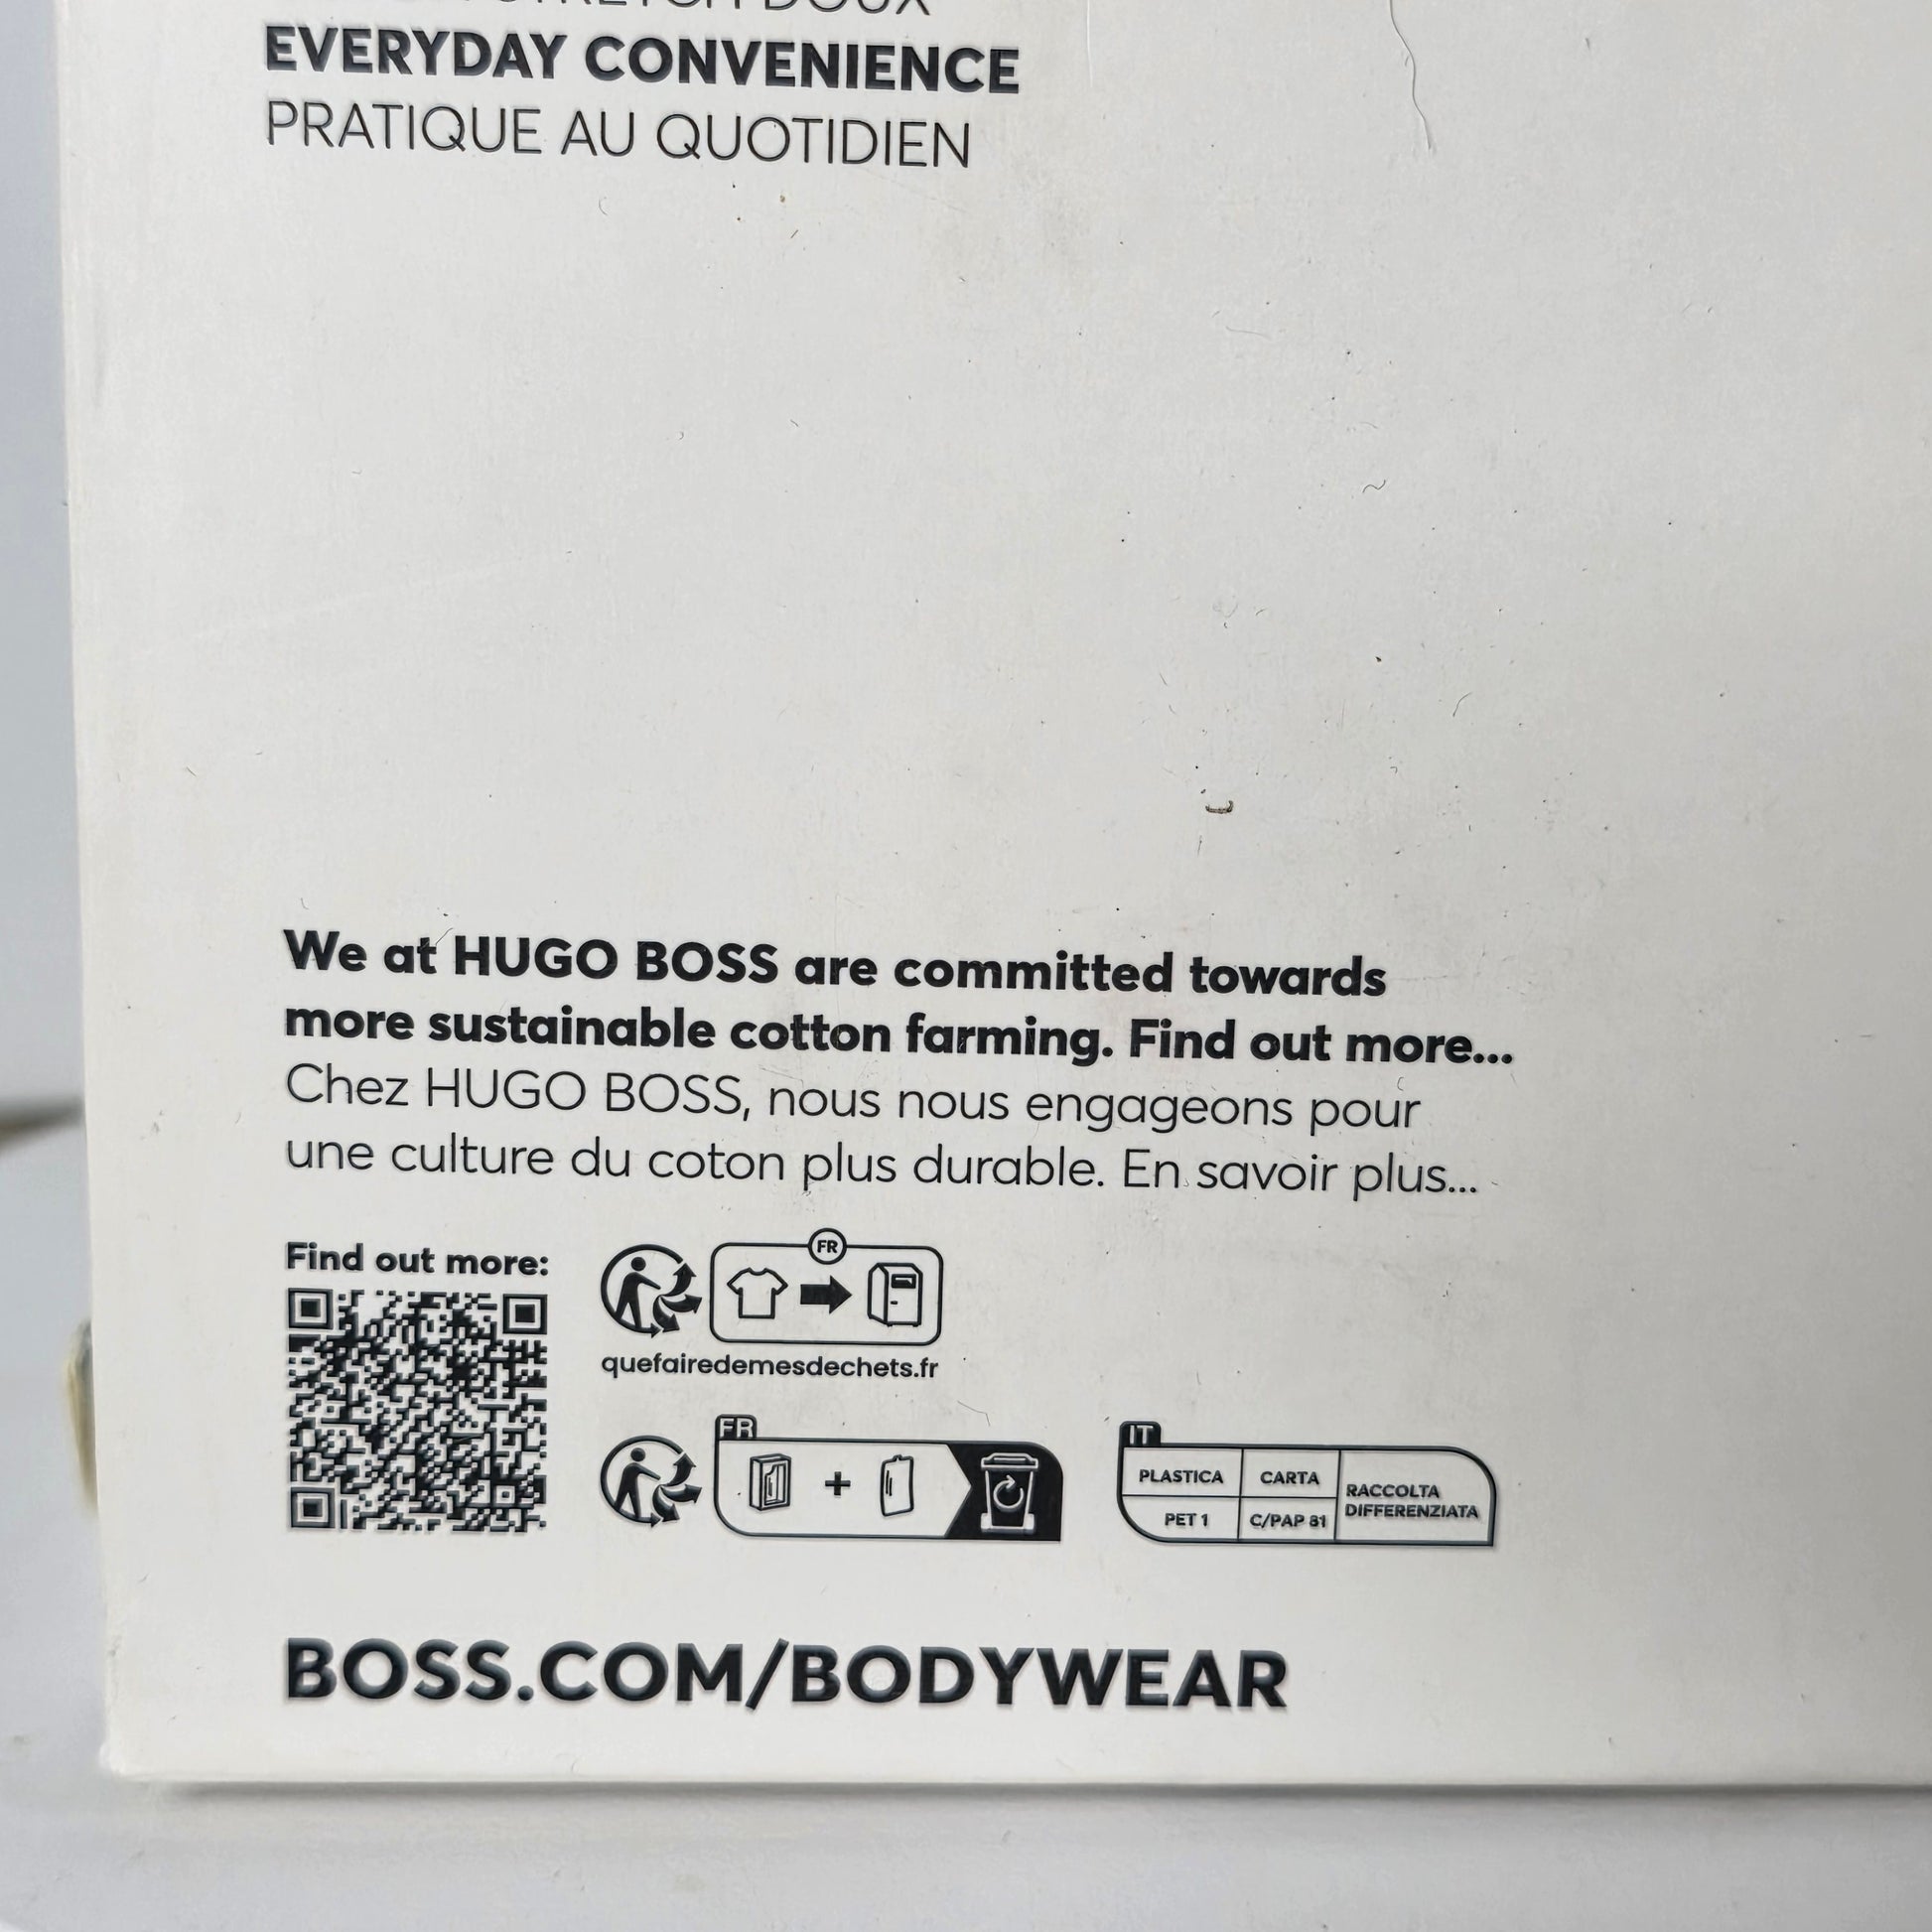 STRETCH DOUX
EVERYDAY CONVENIENCE
PRATIQUE AU QUOTIDIEN
We at HUGO BOSS are committed towards
more sustainable cotton farming. Find out more...
Chez HUGO BOSS, nous nous engageons pour
une culture du coton plus durable. En savoir plus...
Find out more:
FR
quefairedemesdechets.fr
FR
IT
PLASTICA CARTA RACCOLTA
PET 1 C/PAP 81 DIFFERENZIATA
BOSS.COM/BODYWEAR